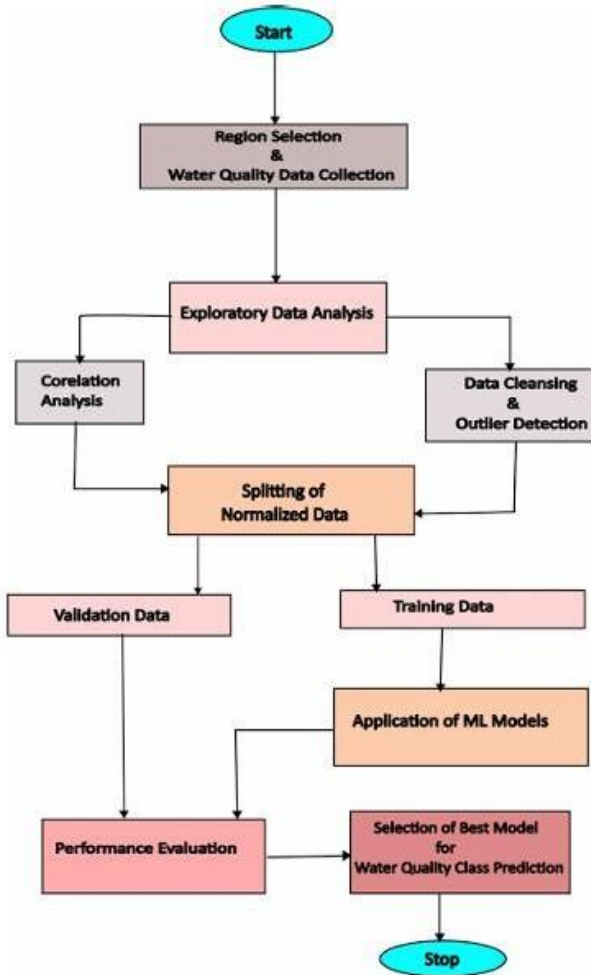 Start
Region Selection
&
Water Quality Data Collection
Exploratory Data Analysis
Corelation
Analysis
Data Cleansing
&
Outlier Detection
Splitting of
Normalized Data
Validation Data
Training Data
Application of ML Models
Performance Evaluation
Selection of Best Model
for
Water Quality Class Prediction
Stop